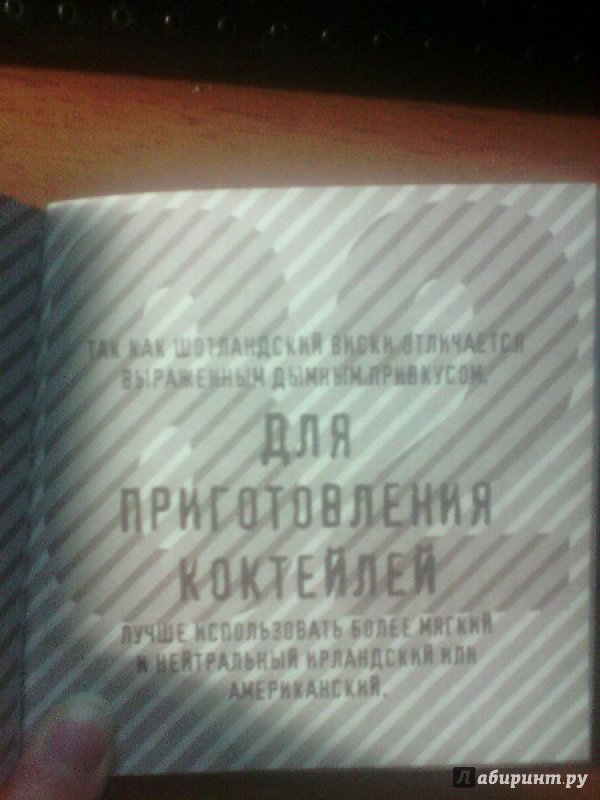 ТАК КАК ШОТЛАНДСКИЙ ВИСКИ ОТЛИЧАЕТСЯ
ВЫРАЖЕННЫМ ДЫМНЫМ ПРИВКУСОМ,
ДЛЯ
ПРИГОТОВЛЕНИЯ
КОКТЕЙЛЕЙ
ЛУЧШЕ ИСПОЛЬЗОВАТЬ БОЛЕЕ МЯГКИЙ
И НЕЙТРАЛЬНЫЙ ИРЛАНДСКИЙ ИЛИ
АМЕРИКАНСКИЙ.
Лабиринт.ру